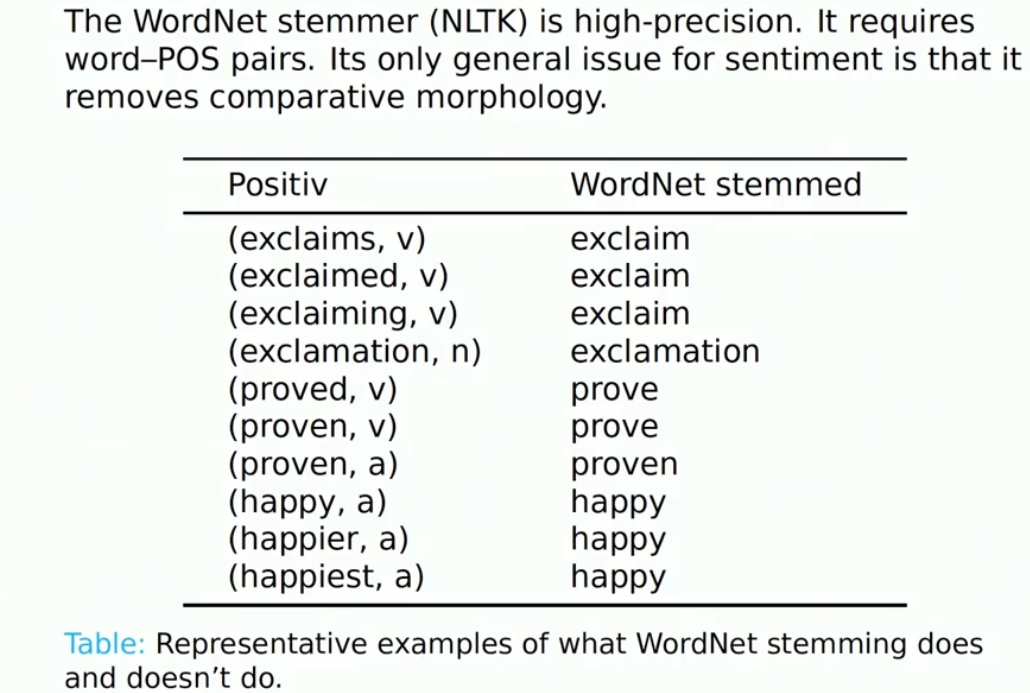 The WordNet stemmer (NLTK) is high-precision. It requires
word–POS pairs. Its only general issue for sentiment is that it
removes comparative morphology.
Positiv WordNet stemmed
(exclaims, v) exclaim
(exclaimed, v) exclaim
(exclaiming, v) exclaim
(exclamation, n) exclamation
(proved, v) prove
(proven, v) prove
(proven, a) proven
(happy, a) happy
(happier, a) happy
(happiest, a) happy
Table: Representative examples of what WordNet stemming does
and doesn't do.